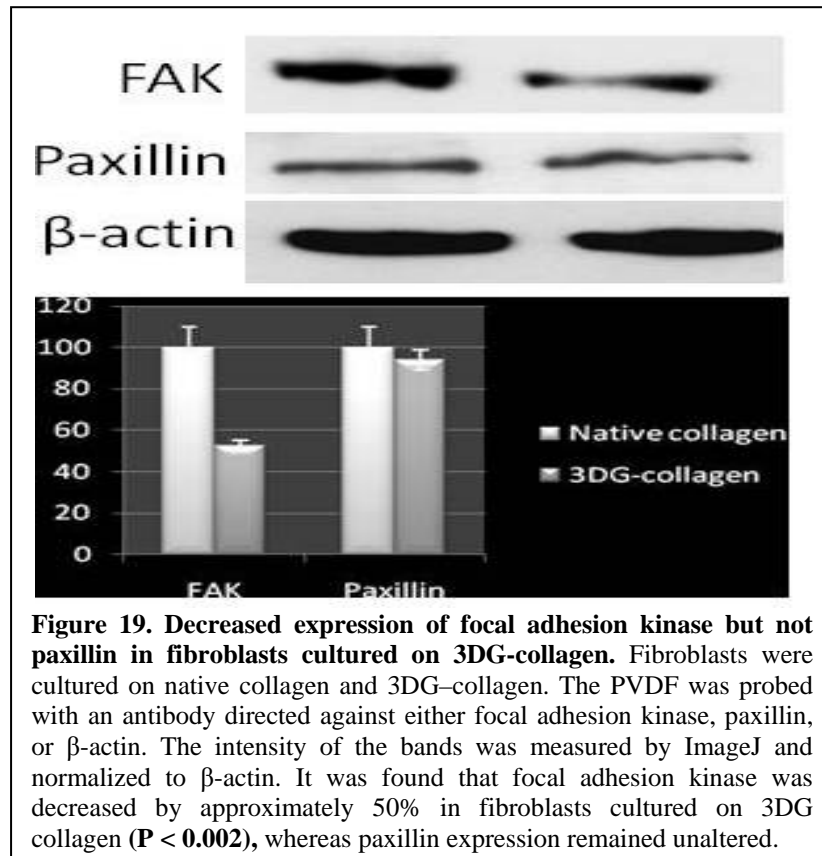 FAK
Paxillin
β-actin
120
100
80
60
40
20
0
FAK Paxillin
Native collagen
3DG-collagen
Figure 19. Decreased expression of focal adhesion kinase but not
paxillin in fibroblasts cultured on 3DG-collagen. Fibroblasts were
cultured on native collagen and 3DG–collagen. The PVDF was probed
with an antibody directed against either focal adhesion kinase, paxillin,
or β-actin. The intensity of the bands was measured by ImageJ and
normalized to β-actin. It was found that focal adhesion kinase was
decreased by approximately 50% in fibroblasts cultured on 3DG
collagen (P < 0.002), whereas paxillin expression remained unaltered.